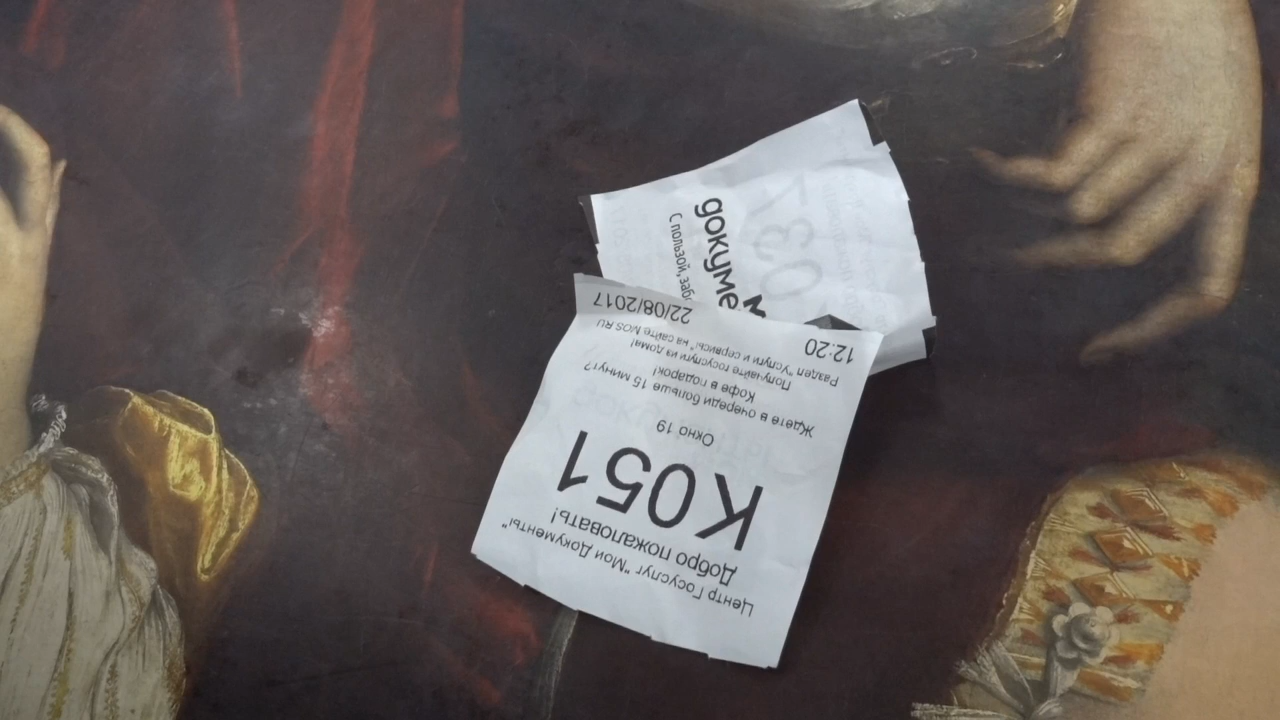 Центр Госуслуг "Мои Документы"
Добро пожаловать!
К051
Окно 19
Ждете в очереди больше 15 минут?
Кофе в подарок!
Получайте госуслуги из дома!
Раздел "Услуги и сервисы" на сайте MOS.RU
12:20 22/08/2017
докуме
С пользой, забо